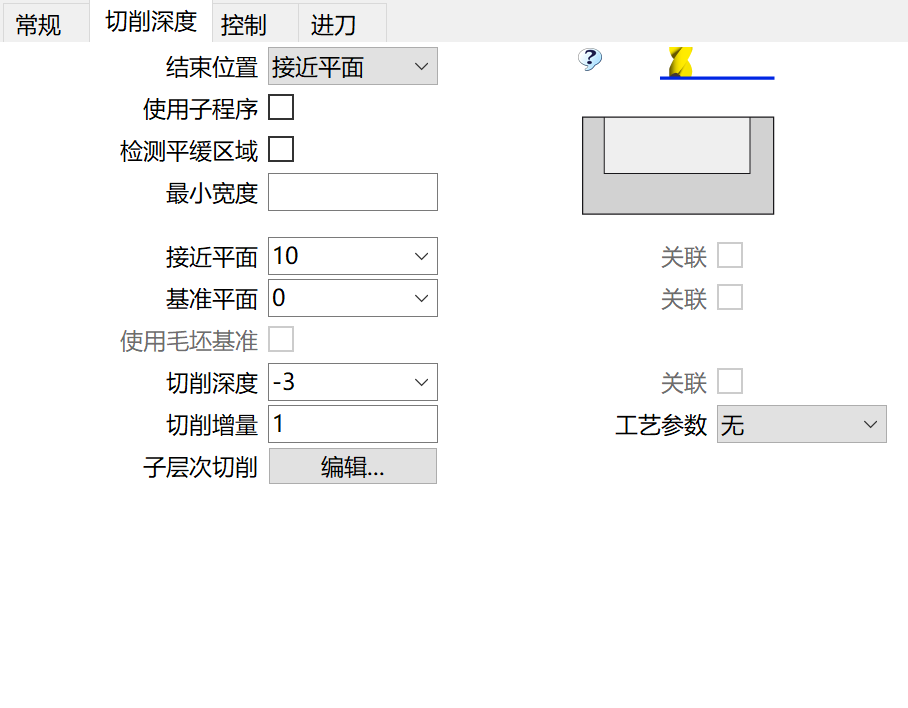 常规 切削深度 控制 进刀
结束位置 接近平面
使用子程序
检测平缓区域
最小宽度
接近平面 10 关联
基准平面 0 关联
使用毛坯基准
切削深度 -3 关联
切削增量 1 工艺参数 无
子层次切削 编辑...